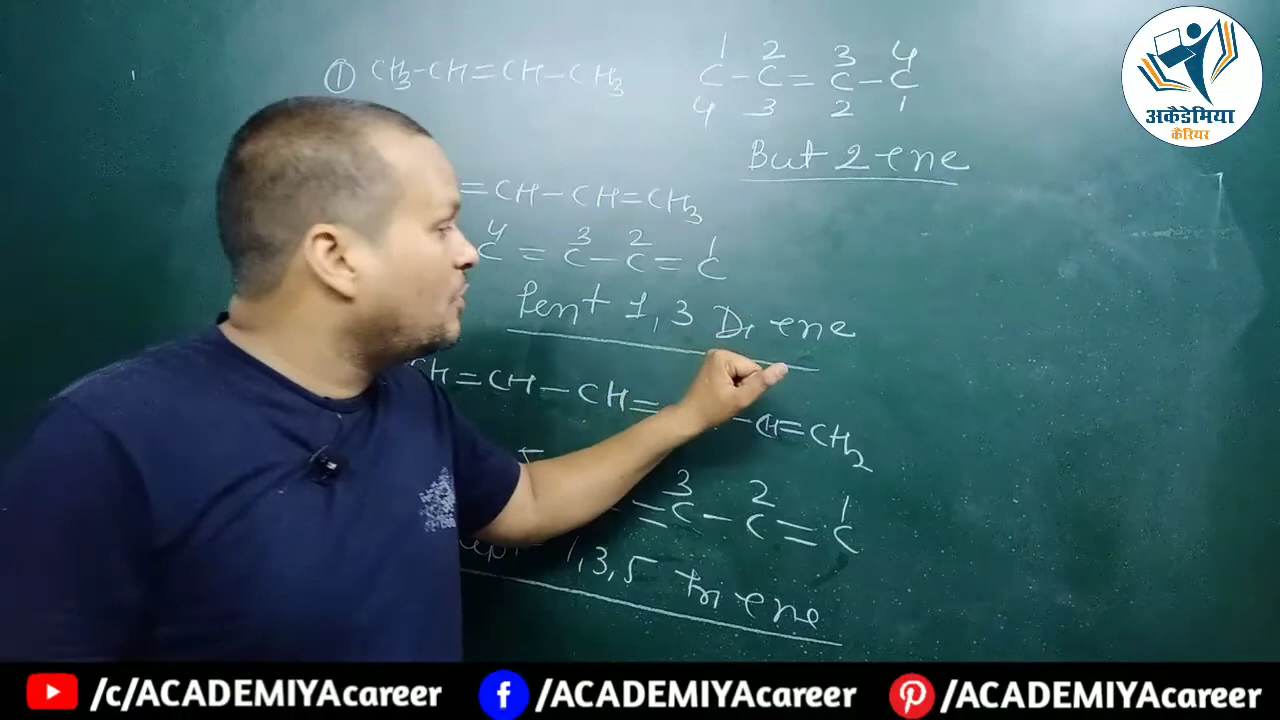 ① CH3-CH=CH-CH3
1 2 3 4
C-C=C-C
4 3 2 1
But 2 ene
=CH-CH=CH3
4 3 2 1
C=C-C=C
Pent 1,3 Di ene
CH=CH-CH= -CH=CH2
5 3 2 1
=C-C=C
1,3,5 tri ene
अकैडेमिया
कैरियर
/c/ACADEMIYAcareer /ACADEMIYAcareer /ACADEMIYAcareer